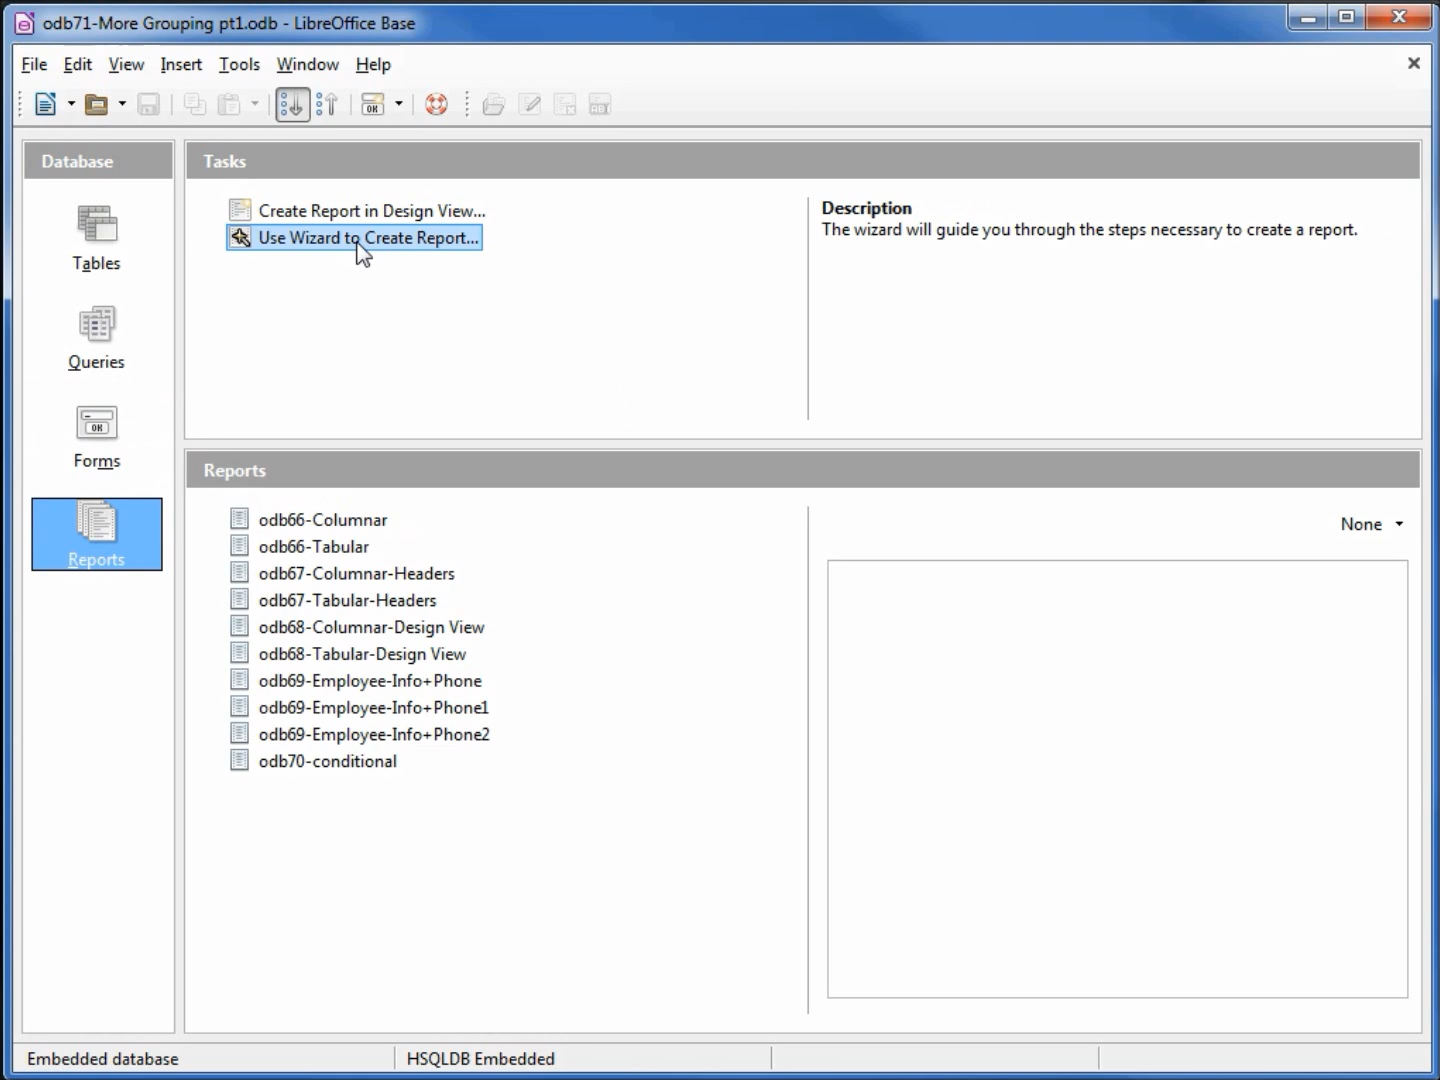 odb71-More Grouping pt1.odb - LibreOffice Base
File Edit View Insert Tools Window Help
Database
Tables
Queries
Forms
Reports
Tasks
Create Report in Design View...
Use Wizard to Create Report...
Description
The wizard will guide you through the steps necessary to create a report.
Reports
odb66-Columnar
odb66-Tabular
odb67-Columnar-Headers
odb67-Tabular-Headers
odb68-Columnar-Design View
odb68-Tabular-Design View
odb69-Employee-Info+Phone
odb69-Employee-Info+Phone1
odb69-Employee-Info+Phone2
odb70-conditional
None
Embedded database
HSQLDB Embedded